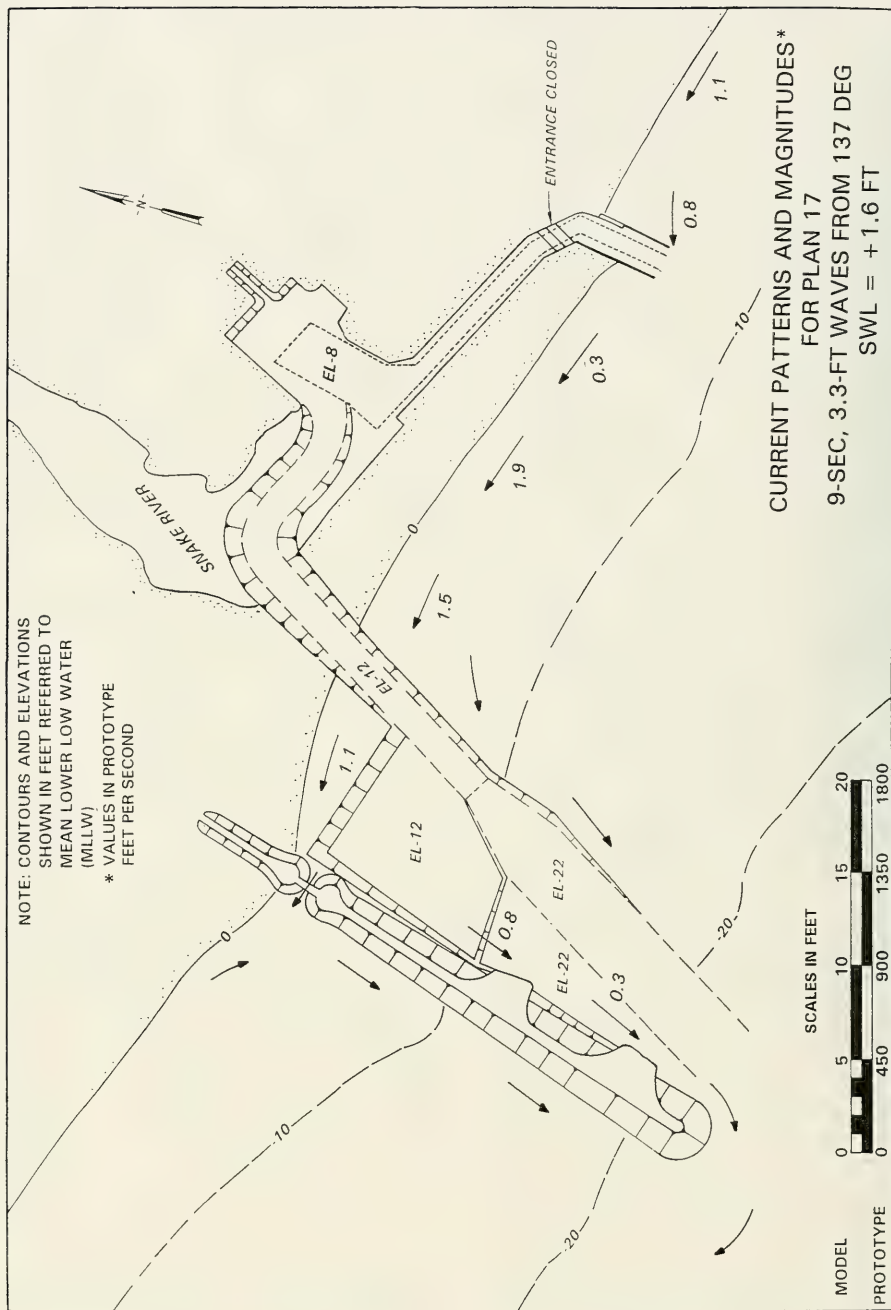 NOTE: CONTOURS AND ELEVATIONS
SHOWN IN FEET REFERRED TO
MEAN LOWER LOW WATER
(MLLW)
* VALUES IN PROTOTYPE
FEET PER SECOND
-N-
SNAKE RIVER
EL-8
ENTRANCE CLOSED
1.1
0.8
0.3
1.9
1.5
0
0
-10
-10
-20
-20
EL-12
1.1
EL-12
0.8
EL-22
EL-22
0.3
CURRENT PATTERNS AND MAGNITUDES*
FOR PLAN 17
9-SEC, 3.3-FT WAVES FROM 137 DEG
SWL = +1.6 FT
SCALES IN FEET
MODEL 0 5 10 15 20
PROTOTYPE 0 450 900 1350 1800